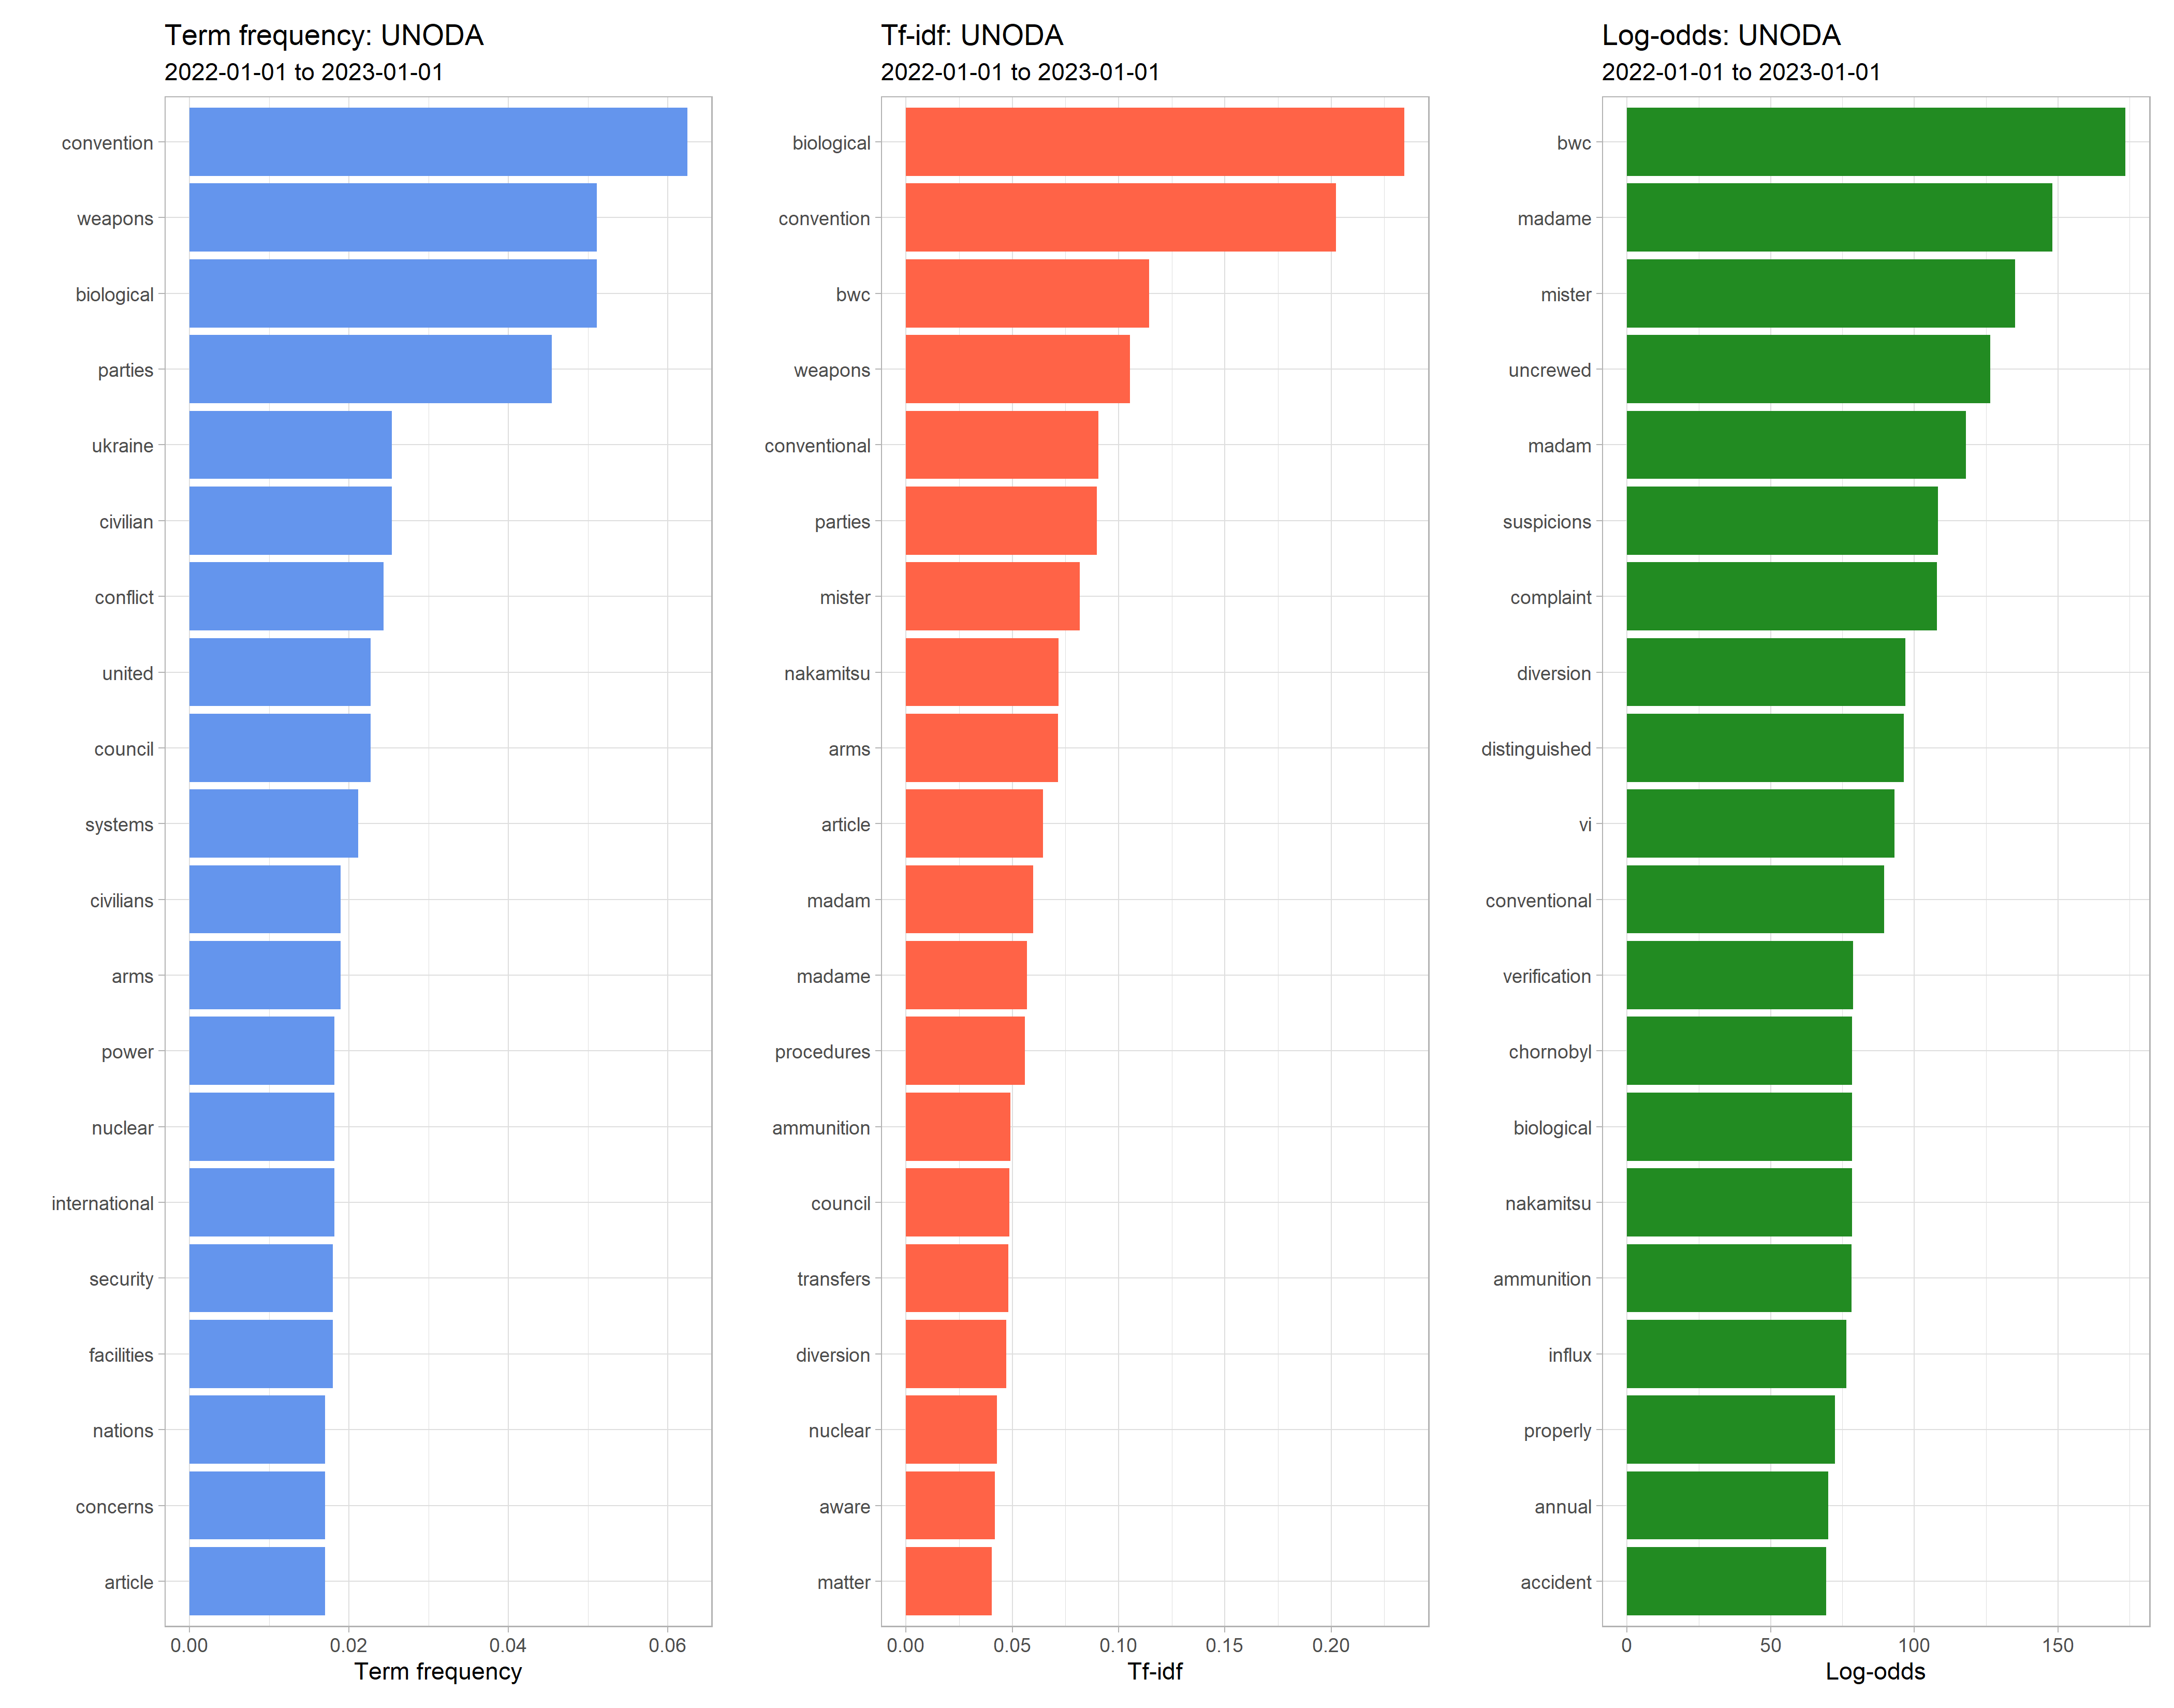 Term frequency: UNODA
2022-01-01 to 2023-01-01
convention
weapons
biological
parties
ukraine
civilian
conflict
united
council
systems
civilians
arms
power
nuclear
international
security
facilities
nations
concerns
article
0.00 0.02 0.04 0.06
Term frequency
Tf-idf: UNODA
2022-01-01 to 2023-01-01
biological
convention
bwc
weapons
conventional
parties
mister
nakamitsu
arms
article
madam
madame
procedures
ammunition
council
transfers
diversion
nuclear
aware
matter
0.00 0.05 0.10 0.15 0.20
Tf-idf
Log-odds: UNODA
2022-01-01 to 2023-01-01
bwc
madame
mister
uncrewed
madam
suspicions
complaint
diversion
distinguished
vi
conventional
verification
chornobyl
biological
nakamitsu
ammunition
influx
properly
annual
accident
0 50 100 150
Log-odds